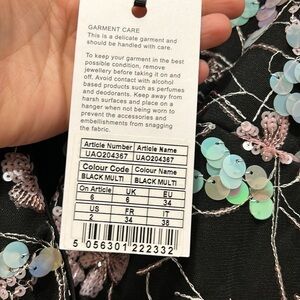 GARMENT CARE
This is a delicate garment and
should be handled with care.
To keep your garment in the best
possible condition, remove
jewellery before taking it on and
off. Avoid contact with alcohol
based products such as perfumes
and deodorants. Keep away from
harsh surfaces and place on a
hanger when not being worn to
prevent the accessories and
embellishments from snagging
the fabric.
Article Number Article Name
UAO204367 UAO204367
Colour Code Colour Name
BLACK MULTI BLACK MULTI
On Article UK EU
6 6 34
US FR IT
2 34 38
5 056301 222332